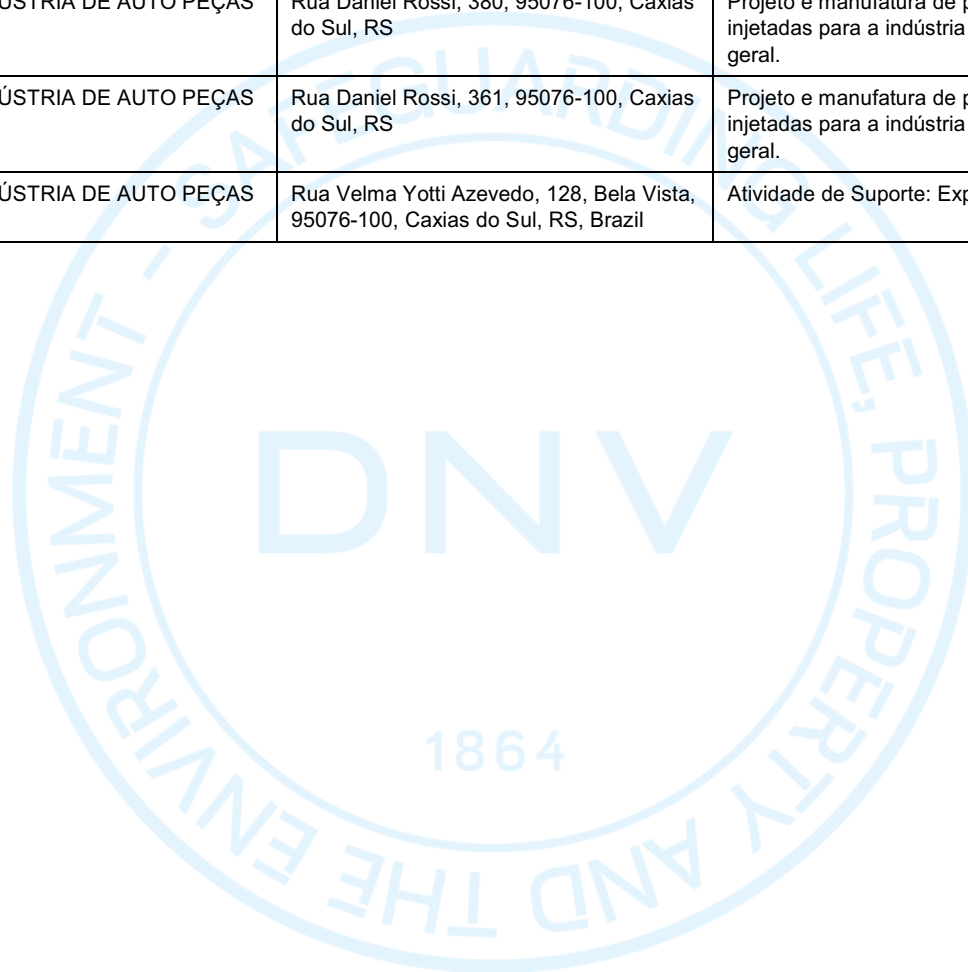 DÚSTRIA DE AUTO PEÇAS
Rua Daniel Rossi, 380, 95076-100, Caxias
do Sul, RS
Projeto e manufatura de
injetadas para a indústria
geral.
ÚSTRIA DE AUTO PEÇAS
Rua Daniel Rossi, 361, 95076-100, Caxias
do Sul, RS
Projeto e manufatura de
injetadas para a indústria
geral.
ÚSTRIA DE AUTO PEÇAS
Rua Velma Yotti Azevedo, 128, Bela Vista,
95076-100, Caxias do Sul, RS, Brazil
Atividade de Suporte:
SAFEGUARDING LIFE, PROPERTY AND THE ENVIRONMENT -
DNV
1864